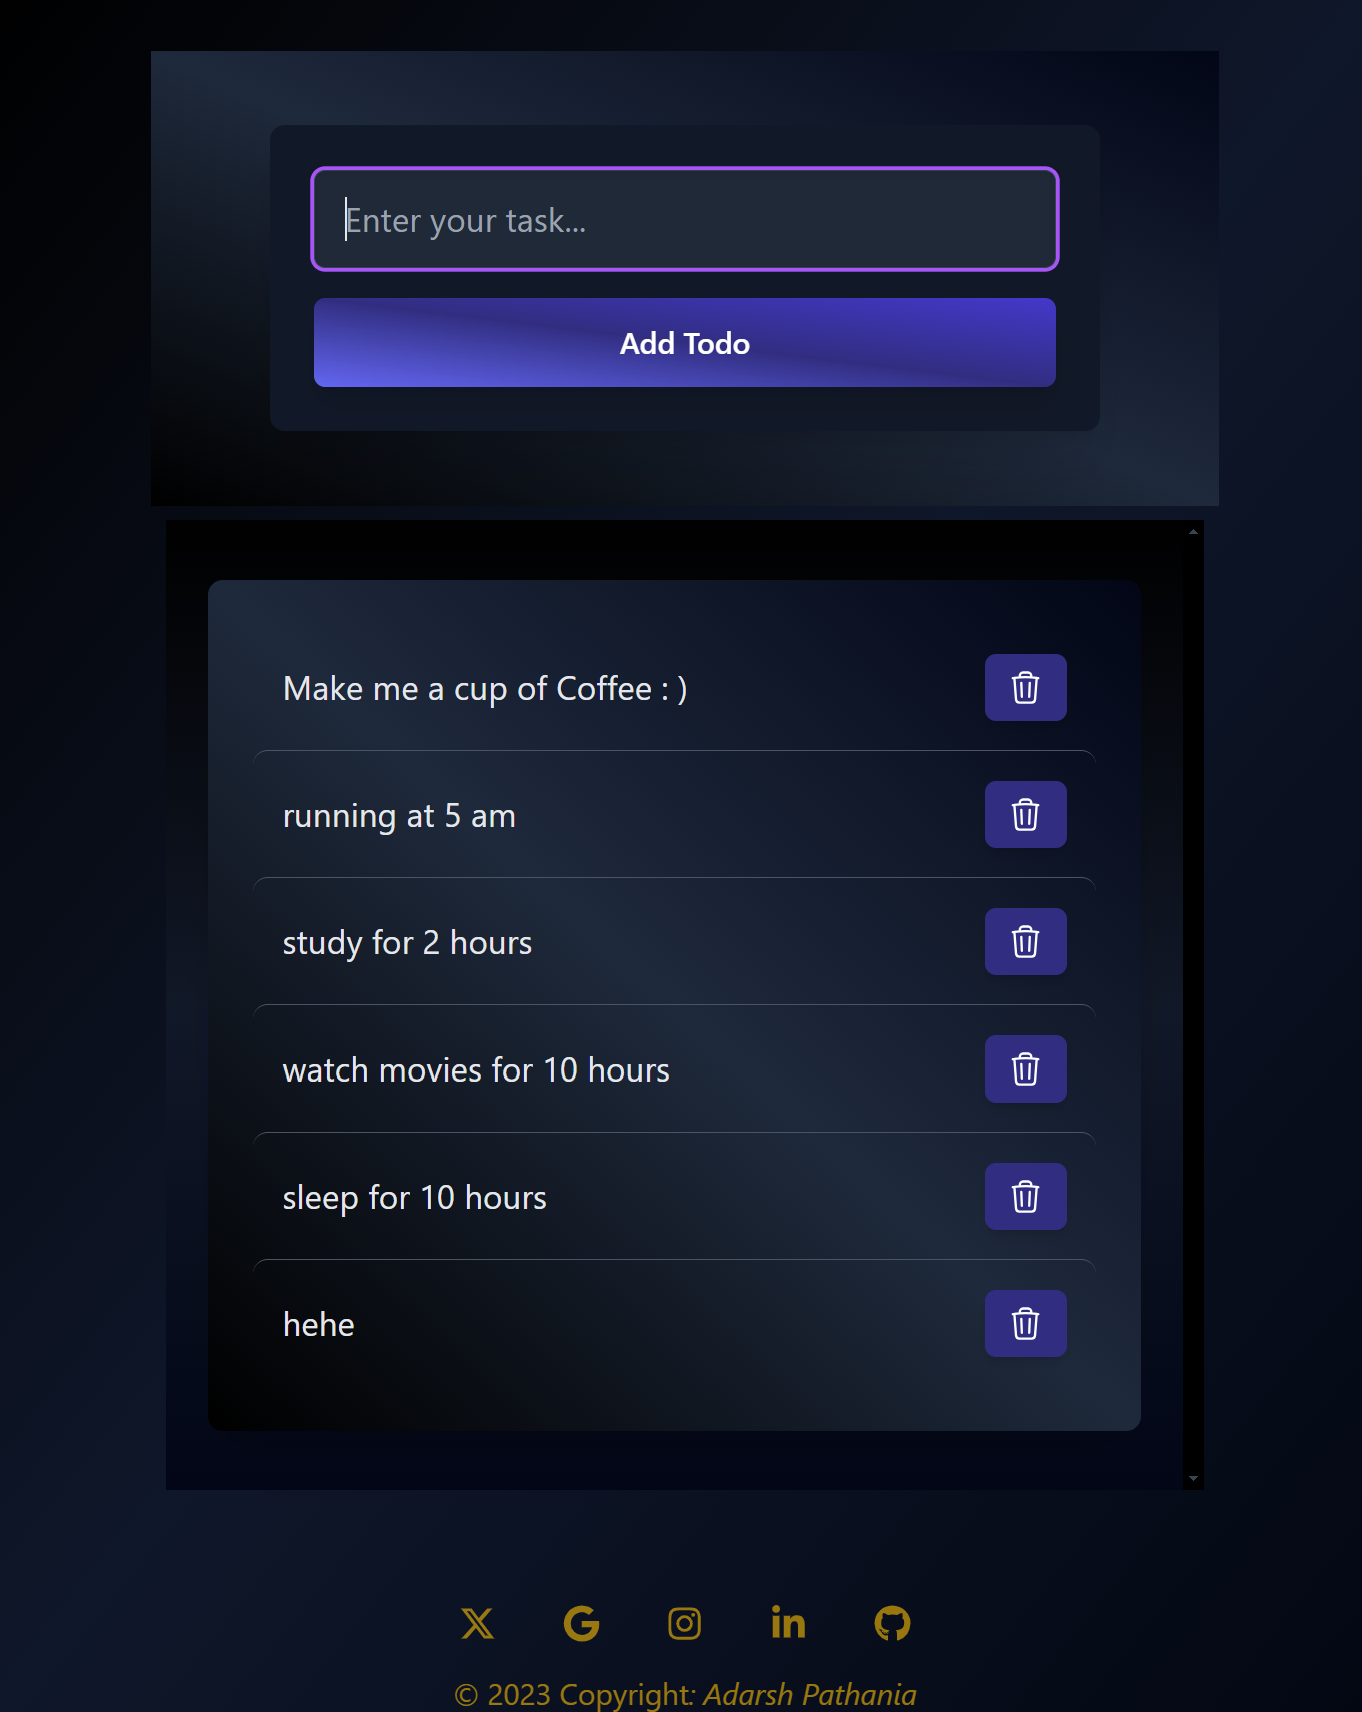 Enter your task...
Add Todo
Make me a cup of Coffee : )
running at 5 am
study for 2 hours
watch movies for 10 hours
sleep for 10 hours
hehe
© 2023 Copyright: Adarsh Pathania